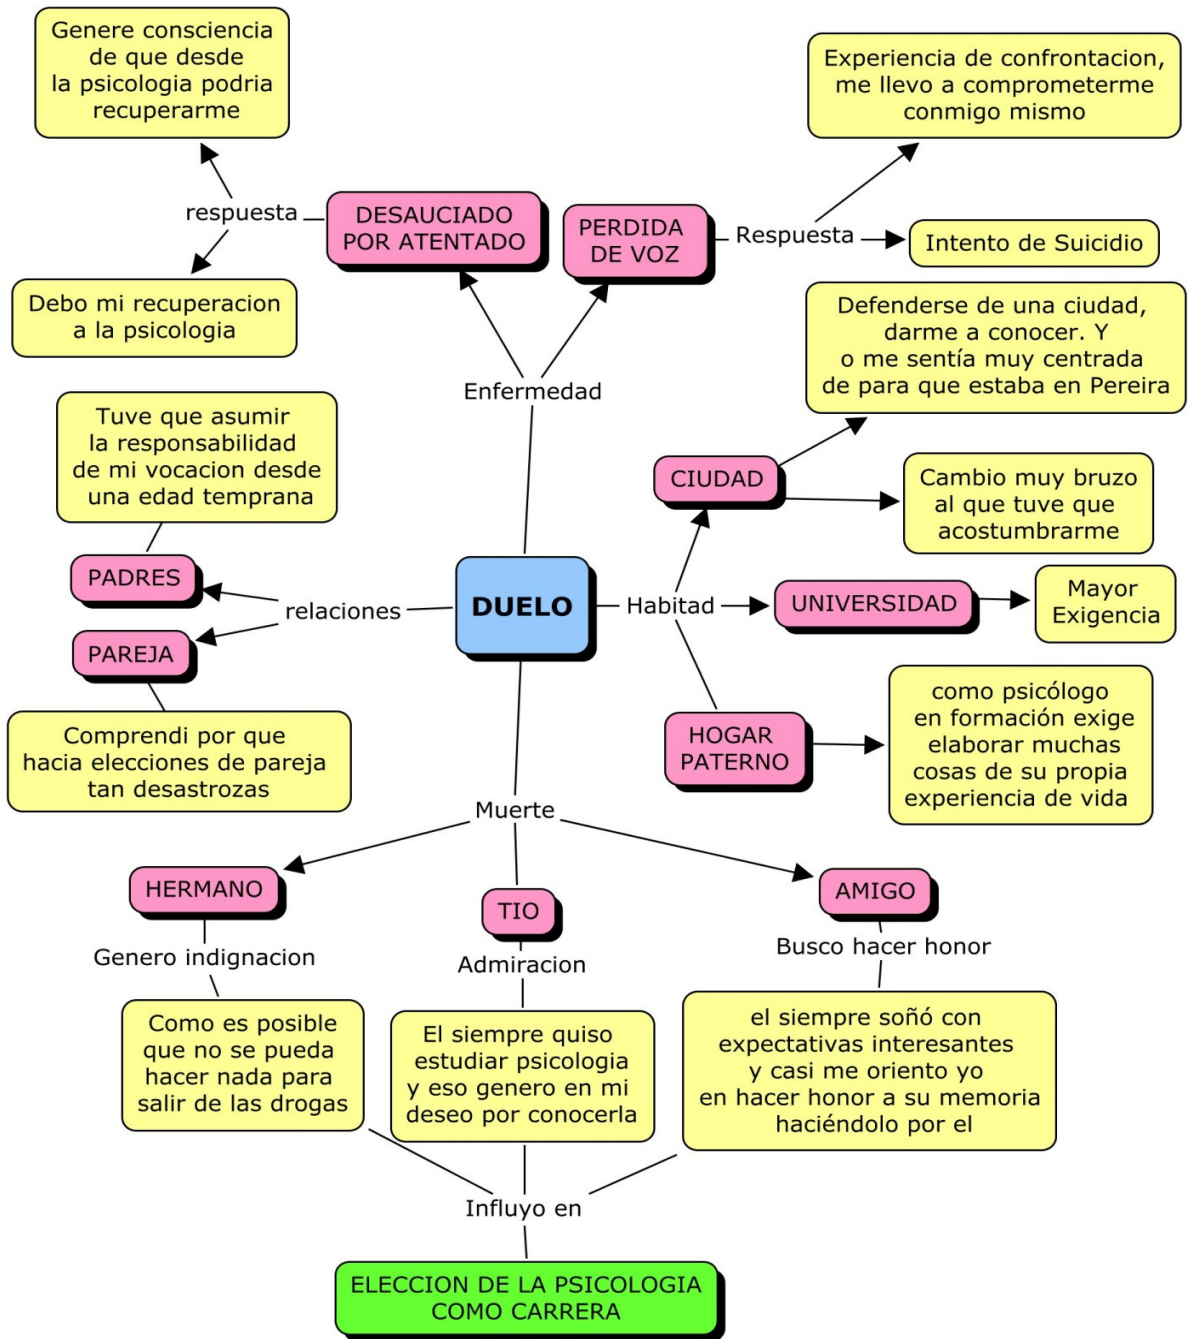 Genere consciencia
de que desde
la psicologia podria
recuperarme
Experiencia de confrontacion,
me llevo a comprometerme
conmigo mismo
respuesta
DESAUCIADO
POR ATENTADO
PERDIDA
DE VOZ
Respuesta
Intento de Suicidio
Debo mi recuperacion
a la psicologia
Defenderse de una ciudad,
darme a conocer. Y
o me sentía muy centrada
de para que estaba en Pereira
Enfermedad
Tuve que asumir
la responsabilidad
de mi vocacion desde
una edad temprana
CIUDAD
Cambio muy bruzo
al que tuve que
acostumbrarme
PADRES
relaciones
DUELO
Habitad
UNIVERSIDAD
Mayor
Exigencia
PAREJA
HOGAR
PATERNO
como psicólogo
en formación exige
elaborar muchas
cosas de su propia
experiencia de vida
Comprendi por que
hacia elecciones de pareja
tan desastrozas
Muerte
HERMANO
TIO
AMIGO
Genero indignacion
Admiracion
Busco hacer honor
Como es posible
que no se pueda
hacer nada para
salir de las drogas
El siempre quiso
estudiar psicologia
y eso genero en mi
deseo por conocerla
el siempre soñó con
expectativas interesantes
y casi me oriento yo
en hacer honor a su memoria
haciéndolo por el
Influyo en
ELECCION DE LA PSICOLOGIA
COMO CARRERA